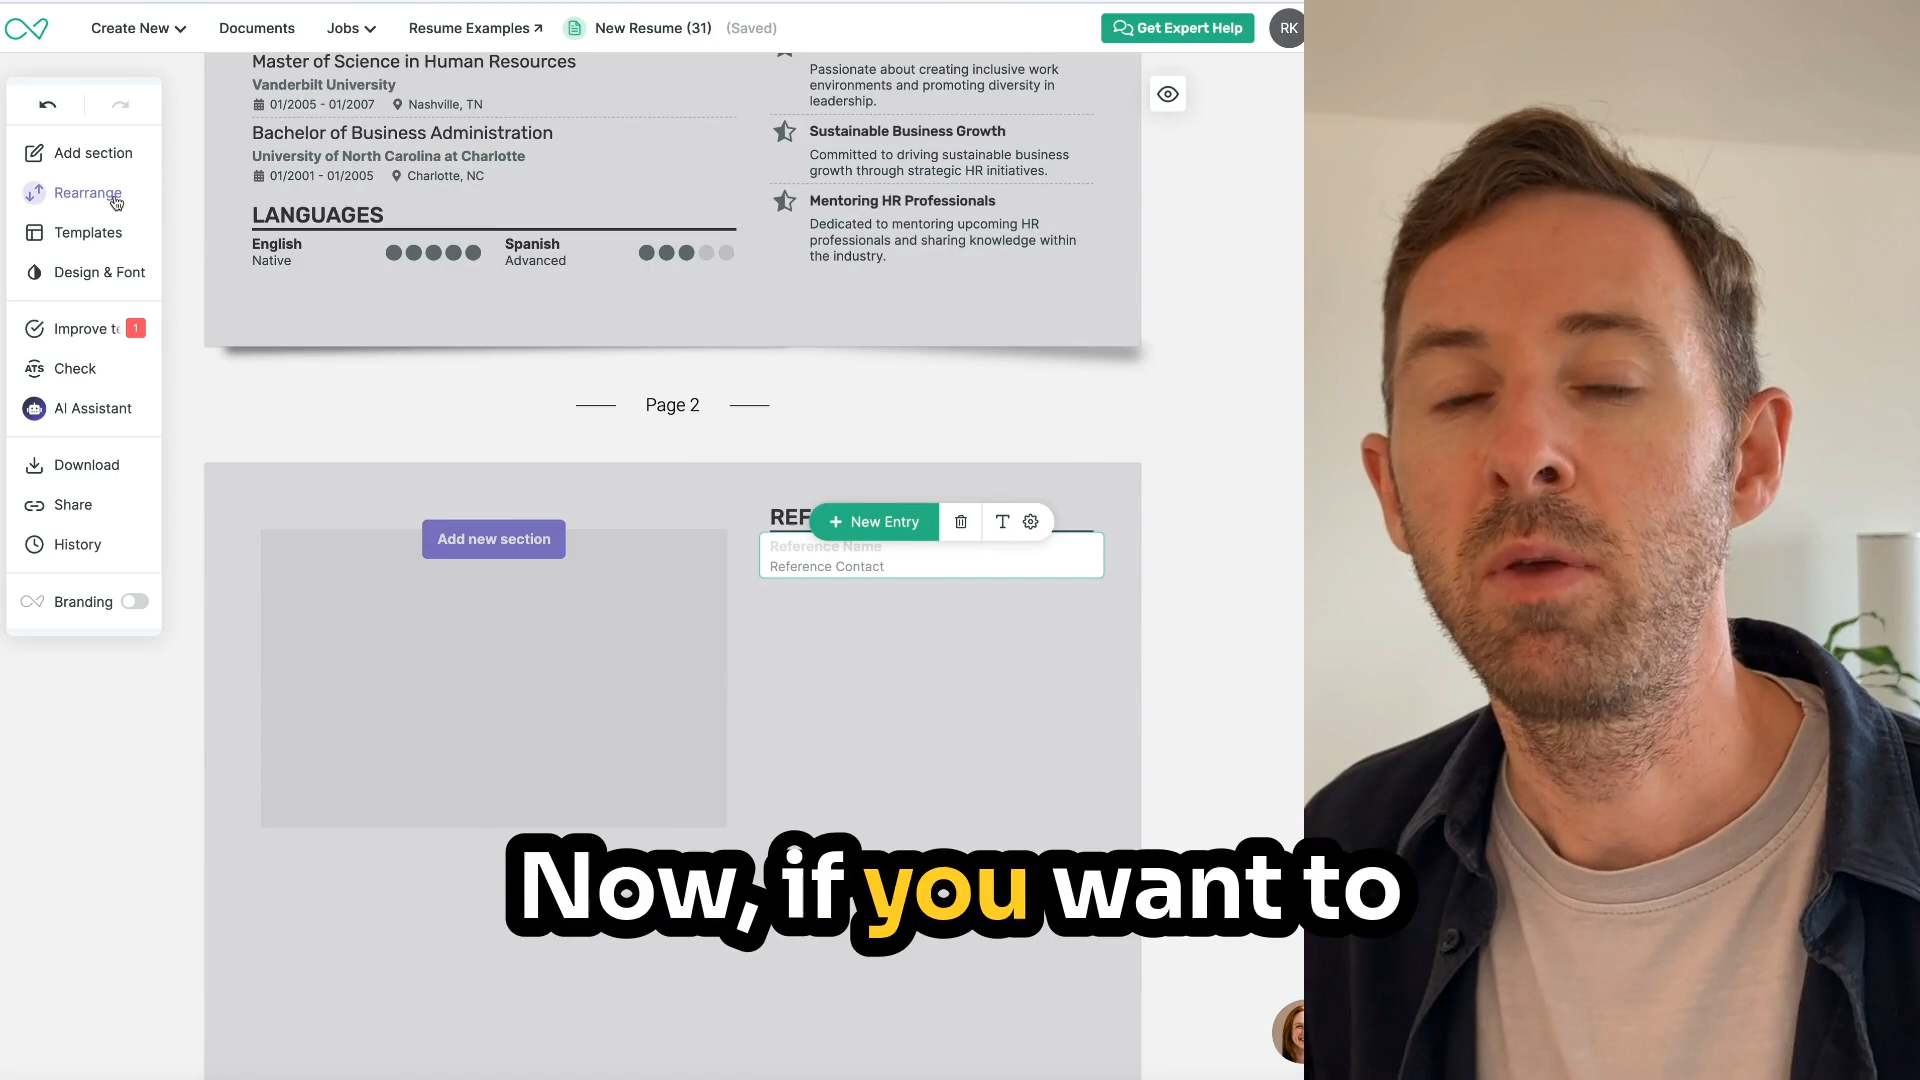 Create New
Documents
Jobs
Resume Examples
New Resume (31)
(Saved)
Get Expert Help
RK
Add section
Rearrange
Templates
Design & Font
Improve te
1
ATS
Check
AI Assistant
Download
Share
History
Branding
Master of Science in Human Resources
Vanderbilt University
01/2005 - 01/2007
Nashville, TN
Bachelor of Business Administration
University of North Carolina at Charlotte
01/2001 - 01/2005
Charlotte, NC
LANGUAGES
English
Native
Spanish
Advanced
Passionate about creating inclusive work
environments and promoting diversity in
leadership.
Sustainable Business Growth
Committed to driving sustainable business
growth through strategic HR initiatives.
Mentoring HR Professionals
Dedicated to mentoring upcoming HR
professionals and sharing knowledge within
the industry.
Page 2
Add new section
REF
+ New Entry
T
Reference Name
Reference Contact
Now, if you want to